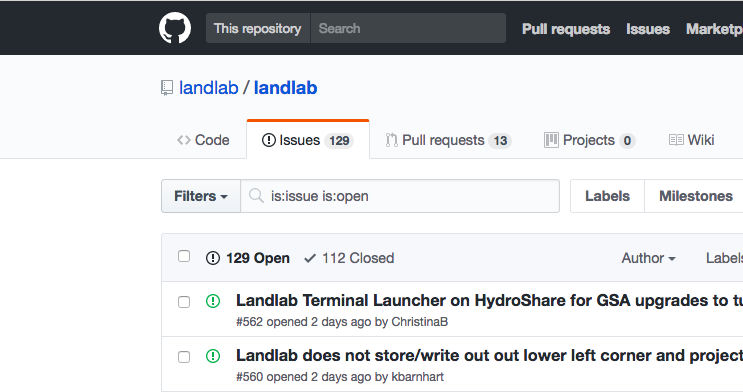 This repository Search Pull requests Issues Marketp
landlab / landlab
Code Issues 129 Pull requests 13 Projects 0 Wiki
Filters is:issue is:open Labels Milestones
129 Open 112 Closed Author Labels
Landlab Terminal Launcher on HydroShare for GSA upgrades to tu
#562 opened 2 days ago by ChristinaB
Landlab does not store/write out out lower left corner and project
#560 opened 2 days ago by kbarnhart